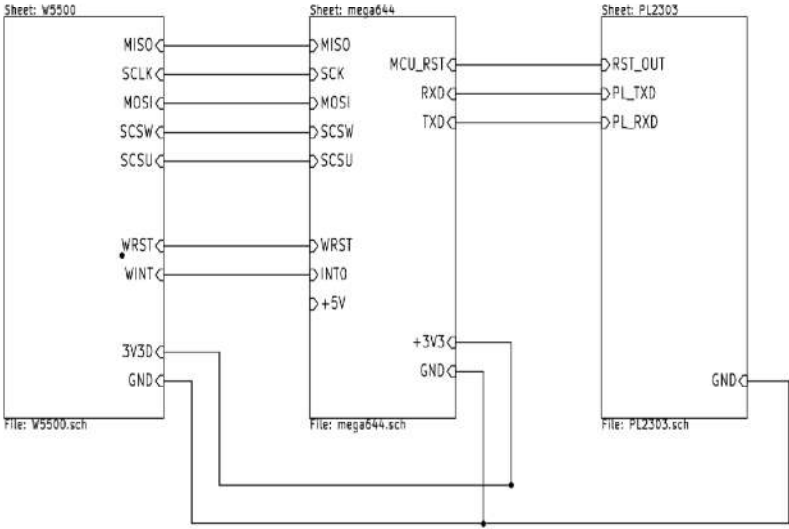 Sheet: W5500
MISO
SCLK
MOSI
SCSW
SCSU
WRST
WINT
3V3D
GND
File: W5500.sch
Sheet: mega644
MISO
SCK
MOSI
SCSW
SCSU
WRST
INT0
+5V
MCU_RST
RXD
TXD
+3V3
GND
File: mega644.sch
Sheet: PL2303
RST_OUT
PL_TXD
PL_RXD
GND
File: PL2303.sch